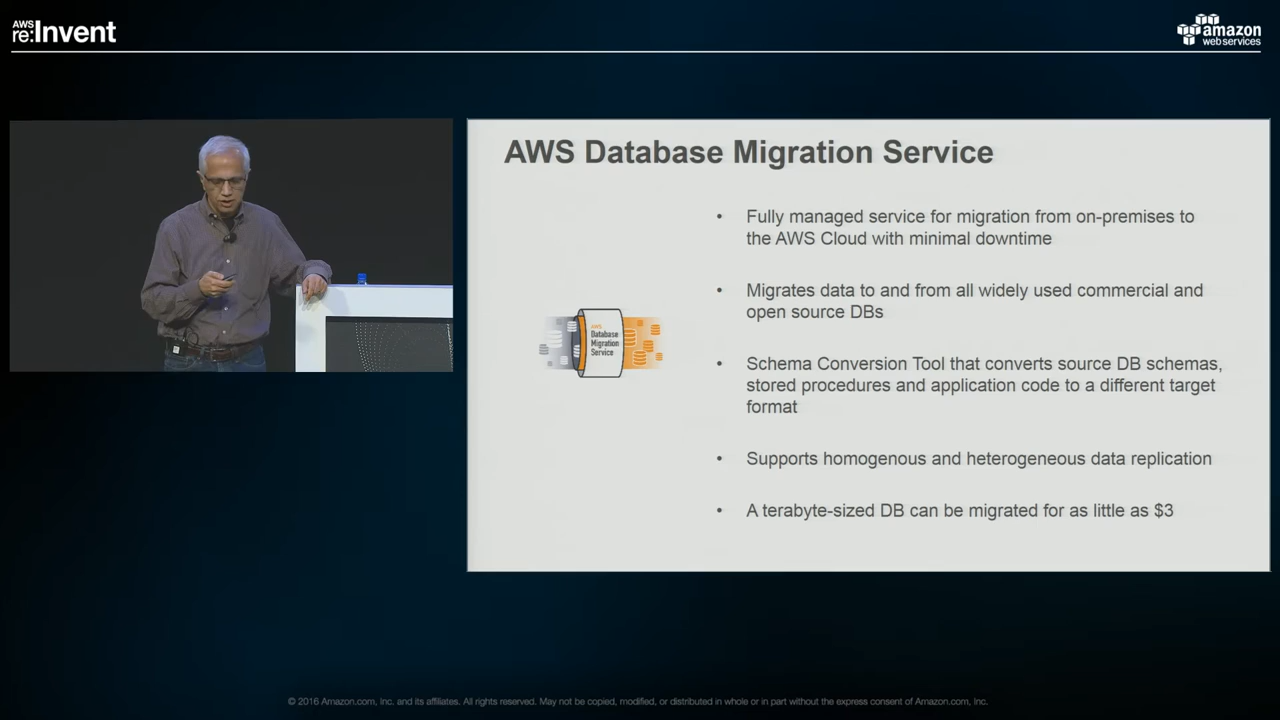 AWS
re:Invent
amazon
web services
AWS Database Migration Service
• Fully managed service for migration from on-premises to
the AWS Cloud with minimal downtime
• Migrates data to and from all widely used commercial and
open source DBs
AWS
Database
Migration
Service
• Schema Conversion Tool that converts source DB schemas,
stored procedures and application code to a different target
format
• Supports homogenous and heterogeneous data replication
• A terabyte-sized DB can be migrated for as little as $3
© 2016 Amazon.com, Inc. and its affiliates. All rights reserved. May not be copied, modified, or distributed in whole or in part without the express consent of Amazon.com, Inc.